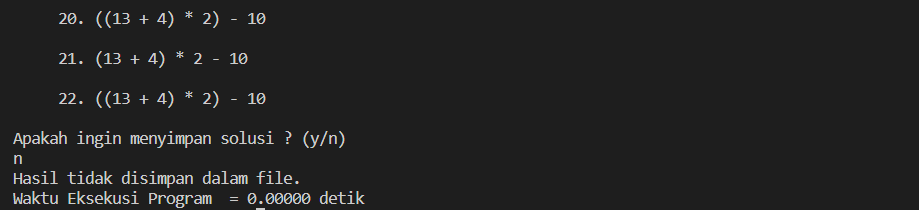 20. ((13 + 4) * 2) - 10
21. (13 + 4) * 2 - 10
22. ((13 + 4) * 2) - 10
Apakah ingin menyimpan solusi ? (y/n)
n
Hasil tidak disimpan dalam file.
Waktu Eksekusi Program  = 0.00000 detik